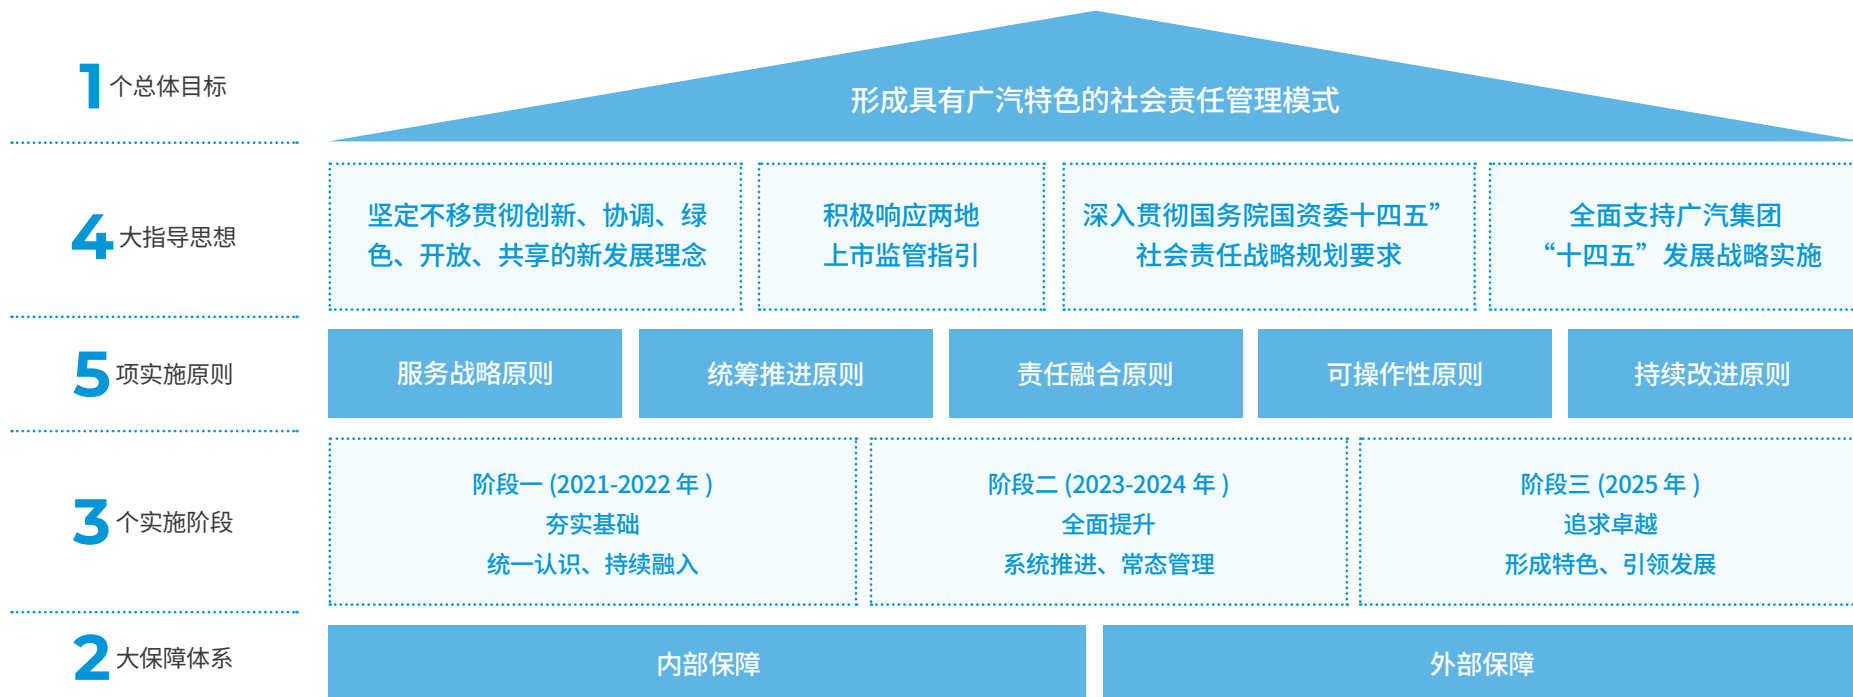 1个总体目标
形成具有广汽特色的社会责任管理模式
4大指导思想
坚定不移贯彻创新、协调、绿
色、开放、共享的新发展理念
积极响应两地
上市监管指引
深入贯彻国务院国资委十四五”
社会责任战略规划要求
全面支持广汽集团
“十四五”发展战略实施
5项实施原则
服务战略原则
统筹推进原则
责任融合原则
可操作性原则
持续改进原则
3个实施阶段
阶段一 (2021-2022 年 )
夯实基础
统一认识、持续融入
阶段二 (2023-2024 年 )
全面提升
系统推进、常态管理
阶段三 (2025 年 )
追求卓越
形成特色、引领发展
2大保障体系
内部保障
外部保障